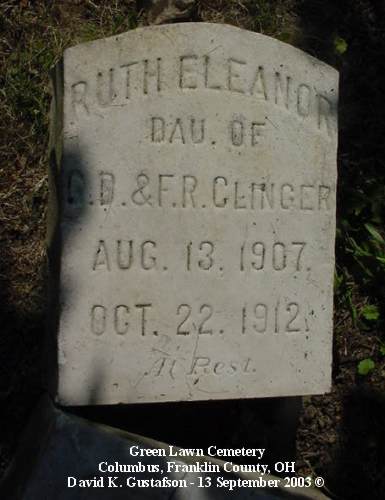 RUTH ELEANOR
DAU. OF
D. & F.R. CLINGER
AUG. 13. 1907.
OCT. 22. 1912.
At Rest.
Green Lawn Cemetery
Columbus, Franklin County, OH
David K. Gustafson - 13 September 2003 ©